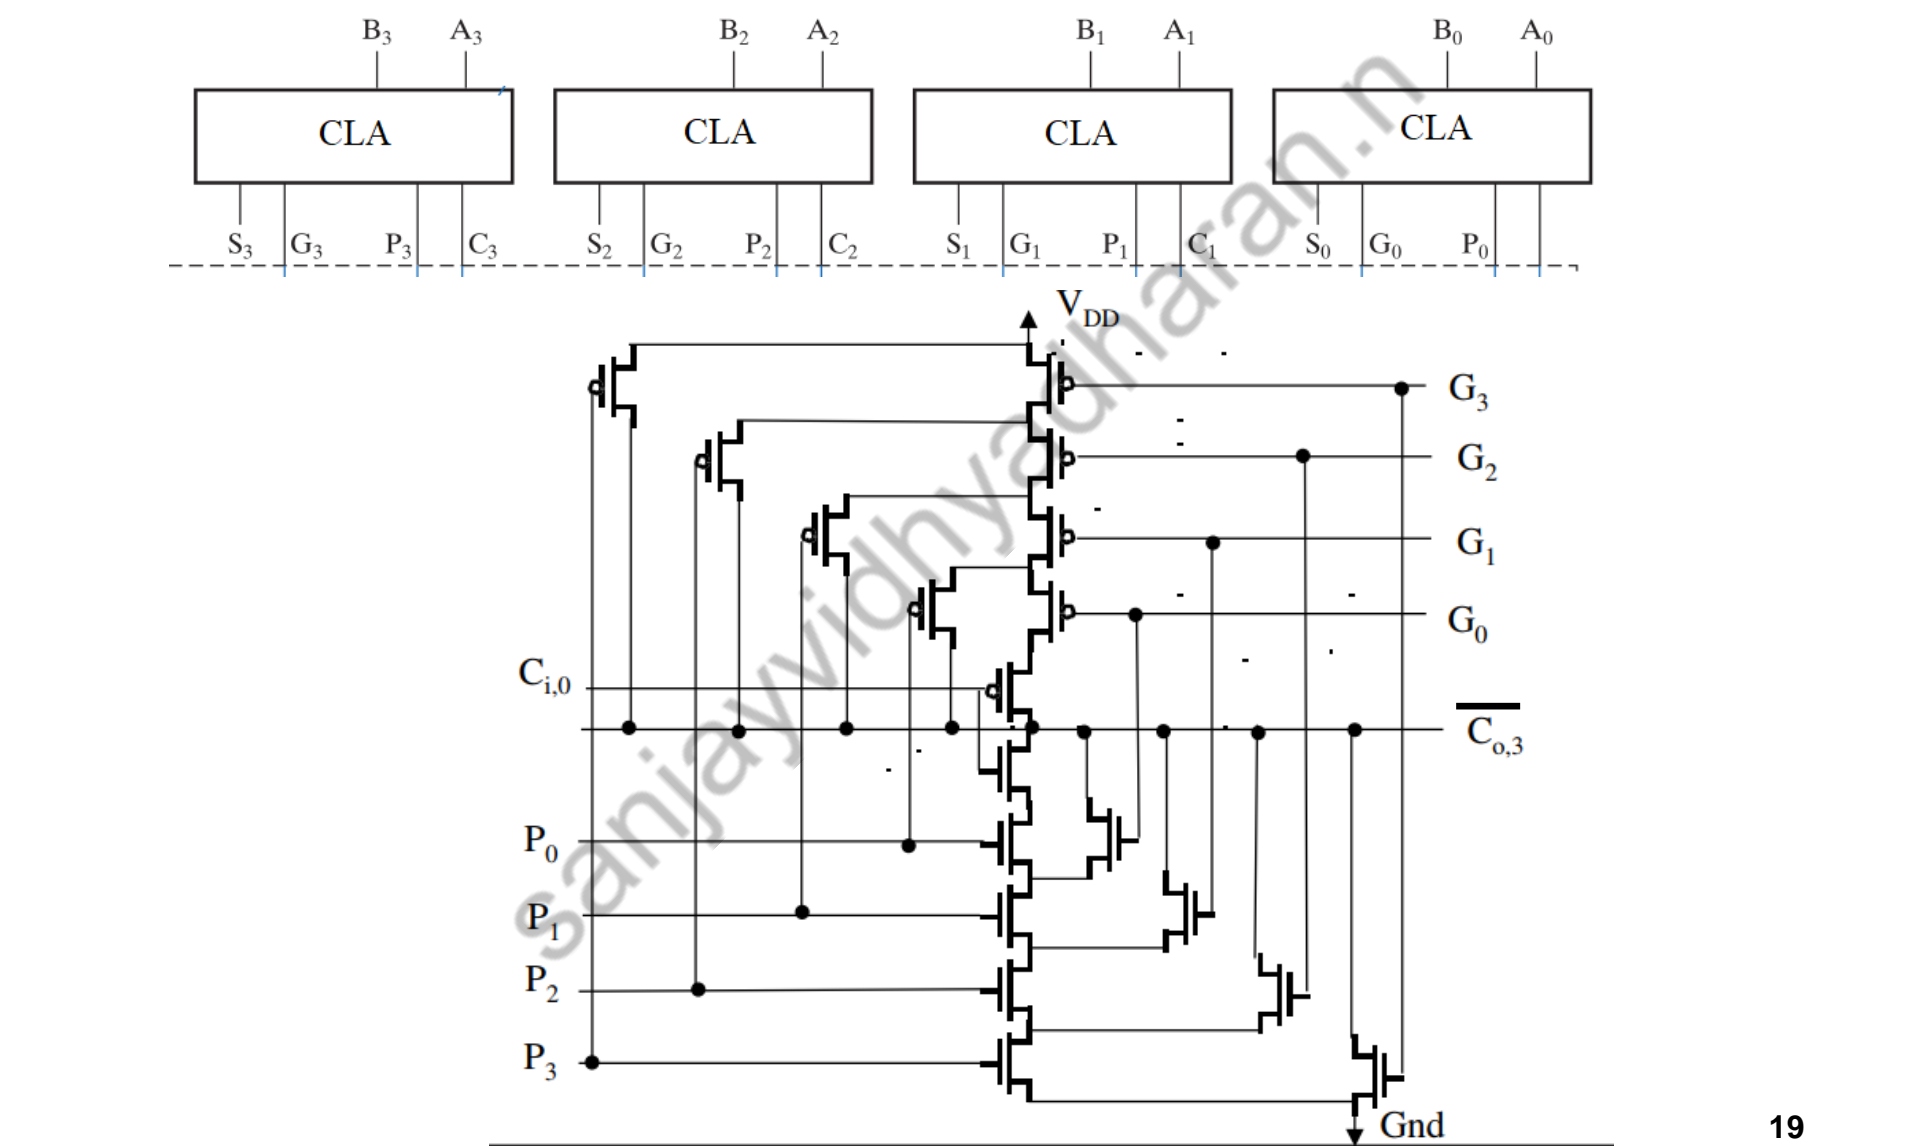 B3 A3 B2 A2 B1 A1 B0 A0
CLA CLA CLA CLA
S3 G3 P3 C3 S2 G2 P2 C2 S1 G1 P1 C1 S0 G0 P0
VDD
G3
G2
G1
G0
Ci,0
C̅o,3
P0
P1
P2
P3
Gnd
19
sanjayvidhyadharan.n